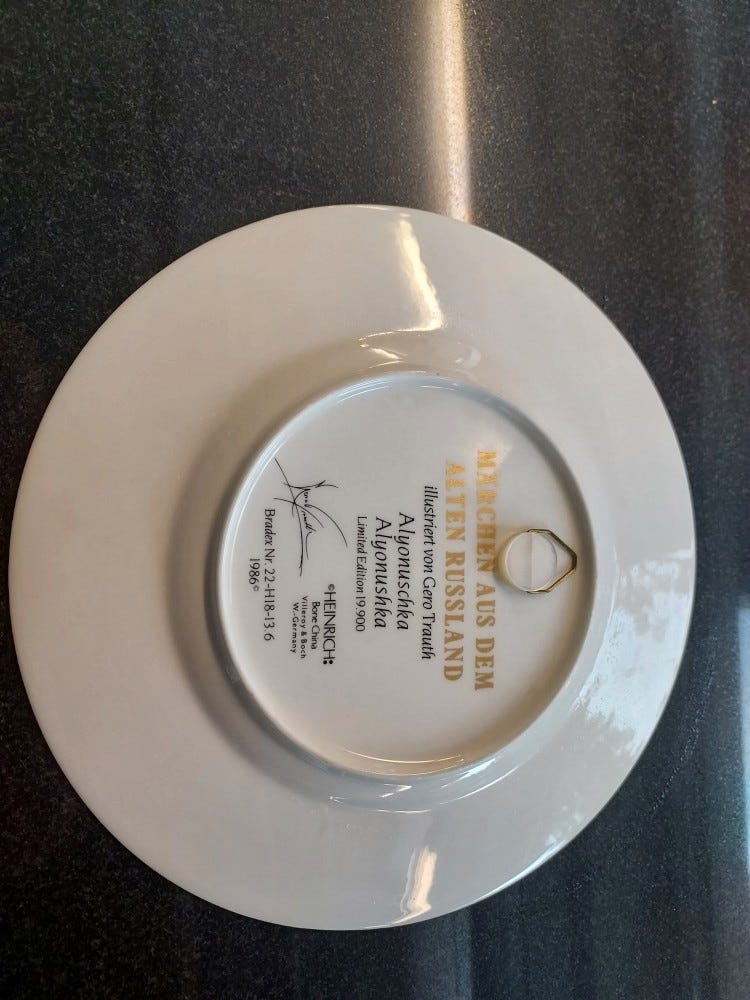 MÄRCHEN AUS DEM
ALTEN RUSSLAND
illustriert von Gero Trauth
Alyonuschka
Alyonushka
Limited Edition 19.900
©HEINRICH:
Bone China
Villeroy & Boch
W.-Germany
Bradex Nr. 22-H18-13.6
1986©